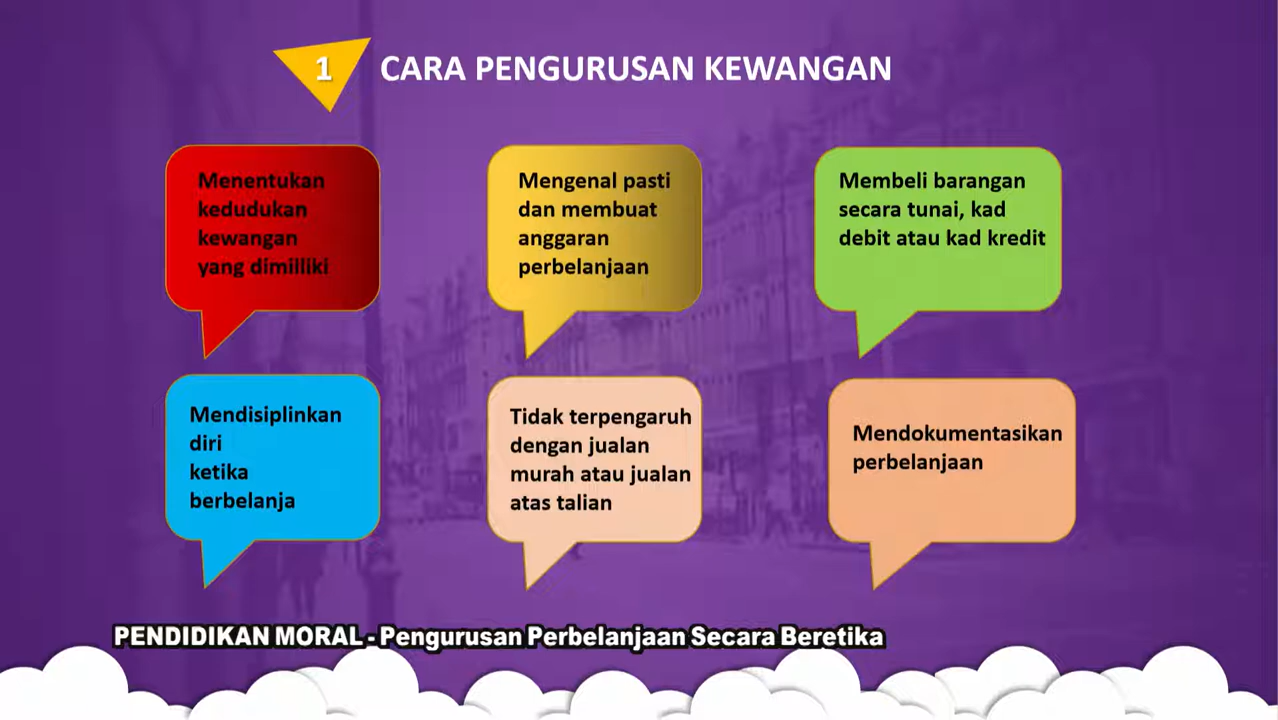 1 CARA PENGURUSAN KEWANGAN
Menentukan
kedudukan
kewangan
yang dimilliki
Mengenal pasti
dan membuat
anggaran
perbelanjaan
Membeli barangan
secara tunai, kad
debit atau kad kredit
Mendisiplinkan
diri
ketika
berbelanja
Tidak terpengaruh
dengan jualan
murah atau jualan
atas talian
Mendokumentasikan
perbelanjaan
PENDIDIKAN MORAL - Pengurusan Perbelanjaan Secara Beretika